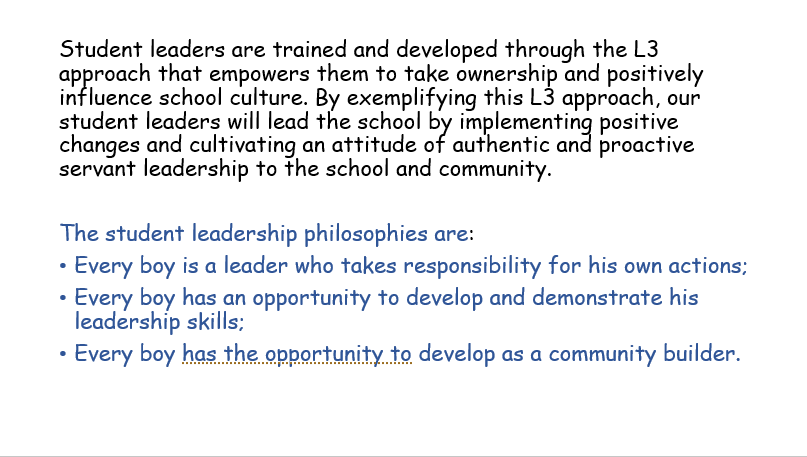 Student leaders are trained and developed through the L3
approach that empowers them to take ownership and positively
influence school culture. By exemplifying this L3 approach, our
student leaders will lead the school by implementing positive
changes and cultivating an attitude of authentic and proactive
servant leadership to the school and community.
The student leadership philosophies are:
• Every boy is a leader who takes responsibility for his own actions;
• Every boy has an opportunity to develop and demonstrate his
leadership skills;
• Every boy has the opportunity to develop as a community builder.